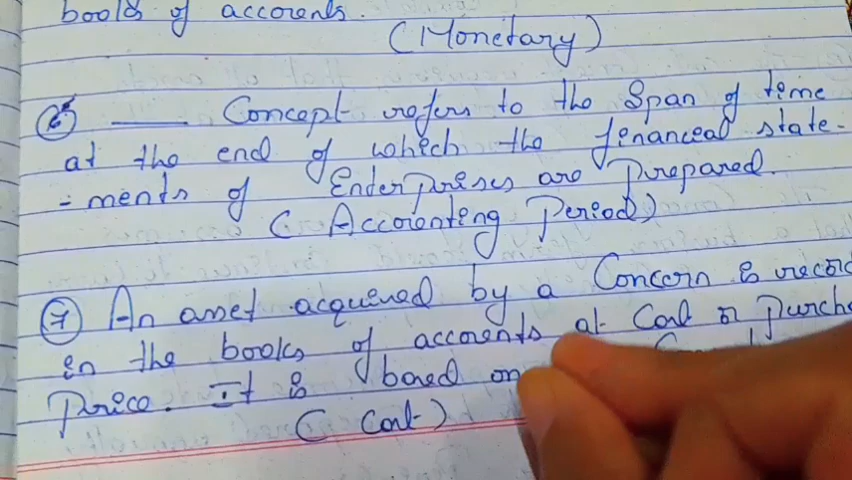 books of accounts.
(Monetary)
(6) ____ Concept refers to the Span of time
at the end of which the financeal state-
-ments of Enterprises are Prepared.
( Accounting Period)
(7) An asset acquired by a Concern is record
in the books of accounts at Cost or Purcha
Price. It is based on
( Cost )